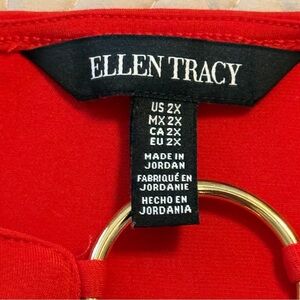 ELLEN TRACY
US 2X
MX 2X
CA 2X
EU 2X
MADE IN
JORDAN
FABRIQUÉ EN
JORDANIE
HECHO EN
JORDANIA